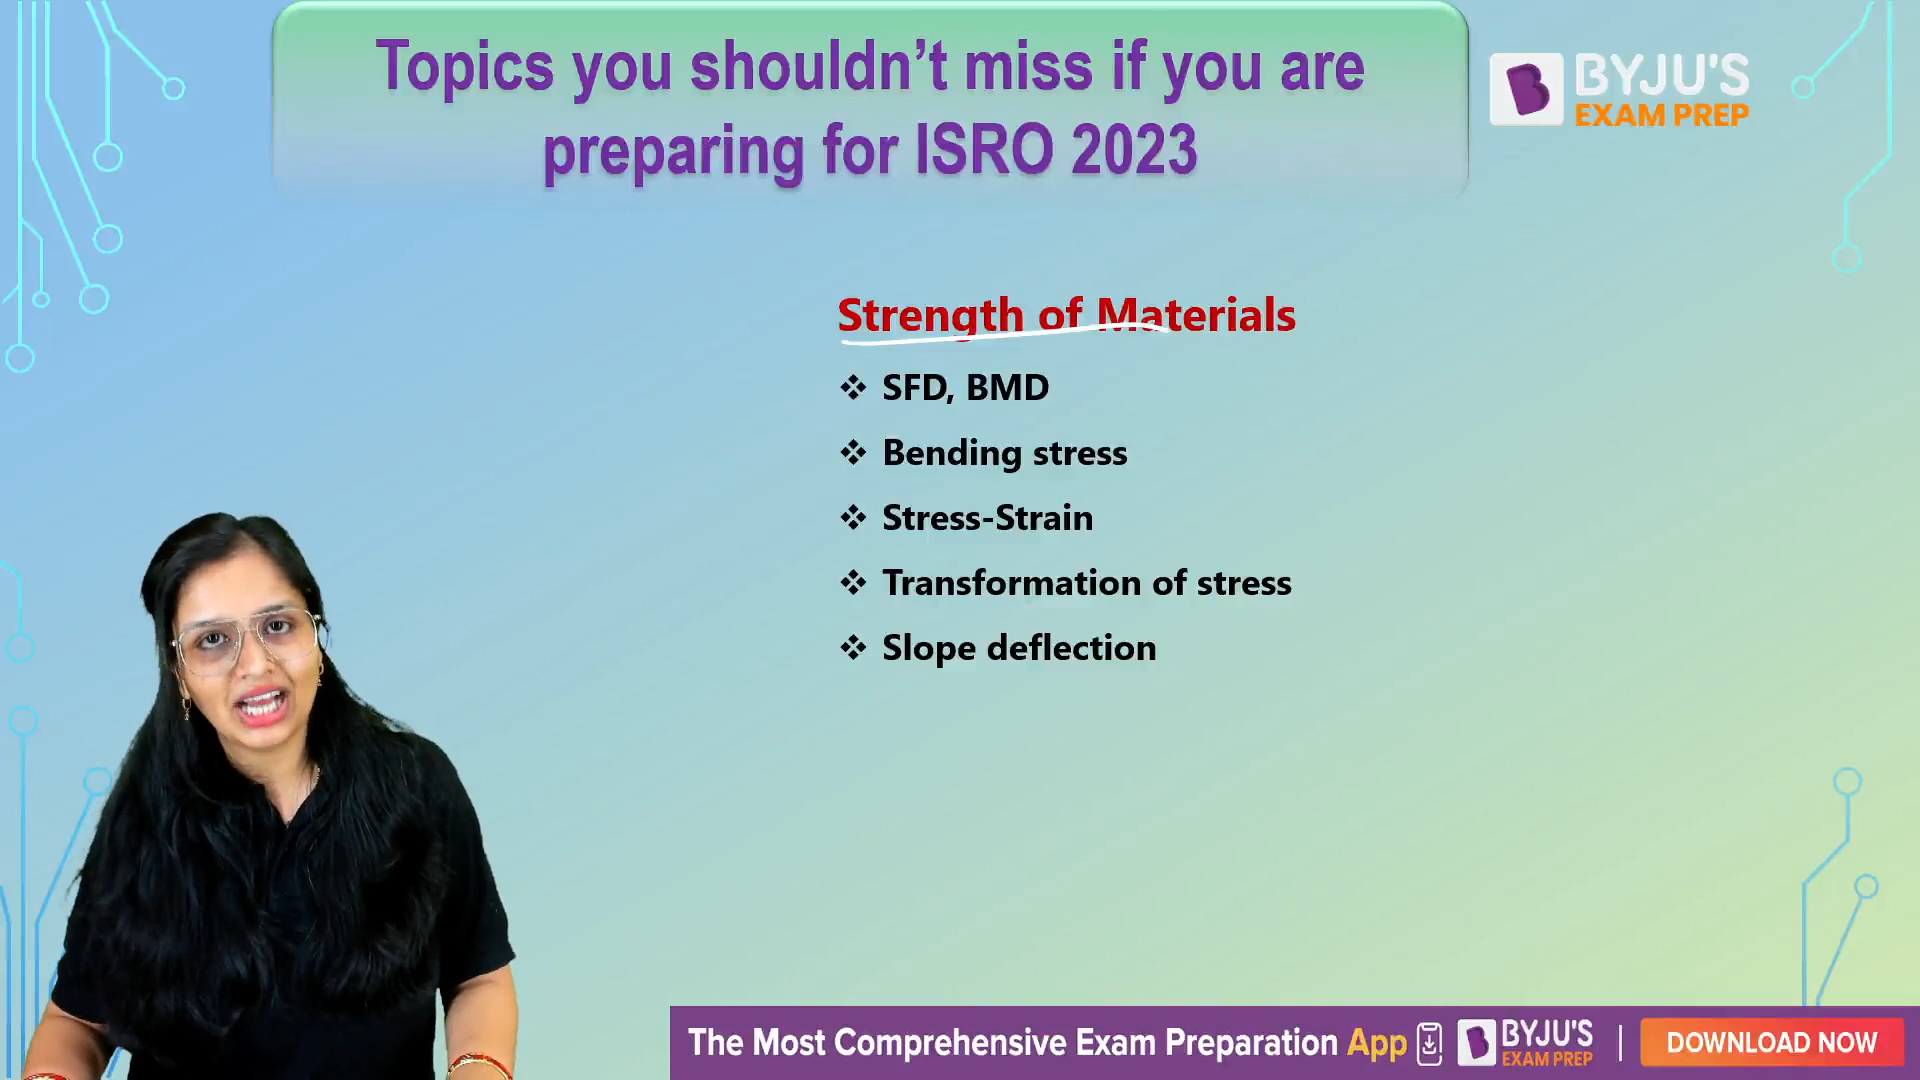 Topics you shouldn't miss if you are
preparing for ISRO 2023
BYJU'S
EXAM PREP
Strength of Materials
❖ SFD, BMD
❖ Bending stress
❖ Stress-Strain
❖ Transformation of stress
❖ Slope deflection
The Most Comprehensive Exam Preparation App
BYJU'S
EXAM PREP
DOWNLOAD NOW